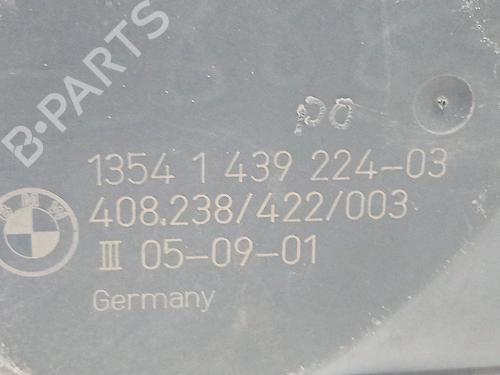 B-PARTS
1354 1 439 224-03
408.238/422/003
III 05-09-01
Germany